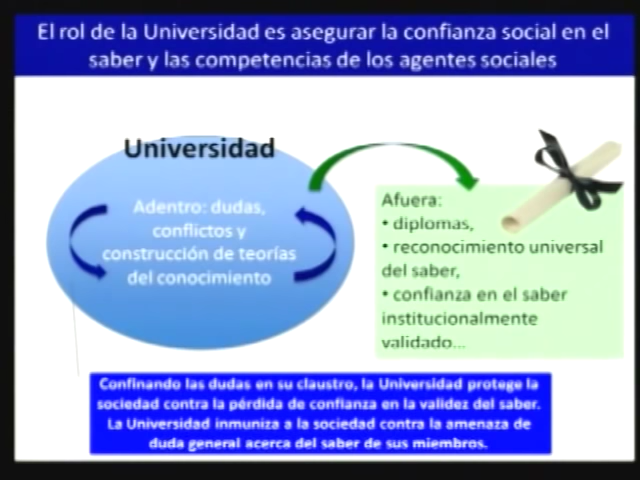 El rol de la Universidad es asegurar la confianza social en el
saber y las competencias de los agentes sociales
Universidad
Adentro: dudas,
conflictos y
construcción de teorías
del conocimiento
Afuera:
• diplomas,
• reconocimiento universal
del saber,
• confianza en el saber
institucionalmente
validado...
Confinando las dudas en su claustro, la Universidad protege la
sociedad contra la pérdida de confianza en la validez del saber.
La Universidad inmuniza a la sociedad contra la amenaza de
duda general acerca del saber de sus miembros.